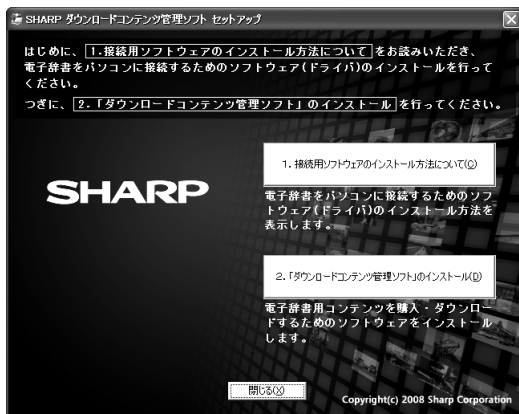 SHARP ダウンロードコンテンツ管理ソフト セットアップ
はじめに、1.接続用ソフトウェアのインストール方法について をお読みいただき、
電子辞書をパソコンに接続するためのソフトウェア(ドライバ)のインストールを行って
ください。
つぎに、2.「ダウンロードコンテンツ管理ソフト」のインストール を行ってください。
SHARP
1. 接続用ソフトウェアのインストール方法について(C)
電子辞書をパソコンに接続するためのソフ
トウェア(ドライバ)のインストール方法を
表示します。
2.「ダウンロードコンテンツ管理ソフト」のインストール(D)
電子辞書用コンテンツを購入・ダウンロー
ドするためのソフトウェアをインストール
します。
閉じる(X)
Copyright(c) 2008 Sharp Corporation